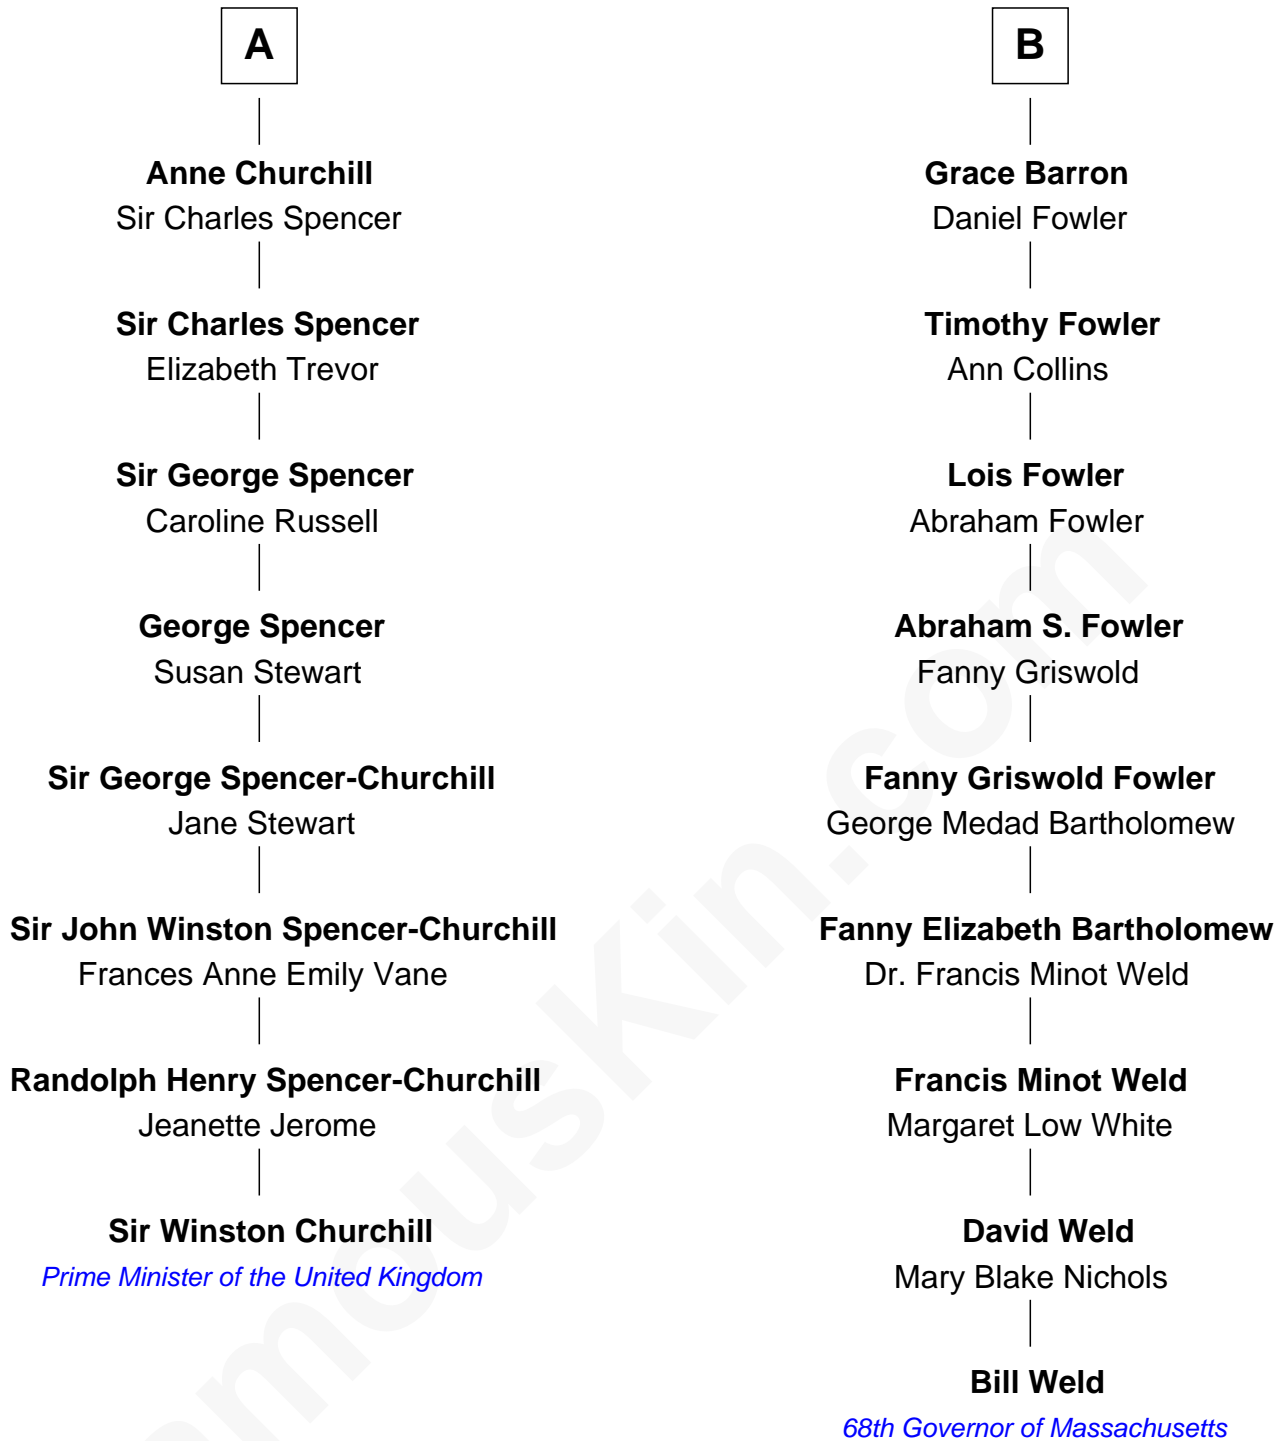 A
Anne Churchill
Sir Charles Spencer
Sir Charles Spencer
Elizabeth Trevor
Sir George Spencer
Caroline Russell
George Spencer
Susan Stewart
Sir George Spencer-Churchill
Jane Stewart
Sir John Winston Spencer-Churchill
Frances Anne Emily Vane
Randolph Henry Spencer-Churchill
Jeanette Jerome
Sir Winston Churchill
Prime Minister of the United Kingdom
B
Grace Barron
Daniel Fowler
Timothy Fowler
Ann Collins
Lois Fowler
Abraham Fowler
Abraham S. Fowler
Fanny Griswold
Fanny Griswold Fowler
George Medad Bartholomew
Fanny Elizabeth Bartholomew
Dr. Francis Minot Weld
Francis Minot Weld
Margaret Low White
David Weld
Mary Blake Nichols
Bill Weld
68th Governor of Massachusetts
amousKin.com